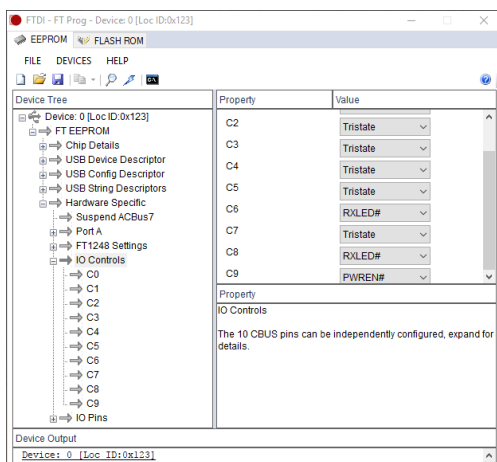 FTDI - FT Prog - Device: 0 [Loc ID:0x123]
EEPROM FLASH ROM
FILE DEVICES HELP
Device Tree
Device: 0 [Loc ID:0x123]
FT EEPROM
Chip Details
USB Device Descriptor
USB Config Descriptor
USB String Descriptors
Hardware Specific
Suspend ACBus7
Port A
FT1248 Settings
IO Controls
C0
C1
C2
C3
C4
C5
C6
C7
C8
C9
IO Pins
Property Value
C2 Tristate
C3 Tristate
C4 Tristate
C5 Tristate
C6 RXLED#
C7 Tristate
C8 RXLED#
C9 PWREN#
Property
IO Controls
The 10 CBUS pins can be independently configured, expand for
details.
Device Output
Device: 0 [Loc ID:0x123]